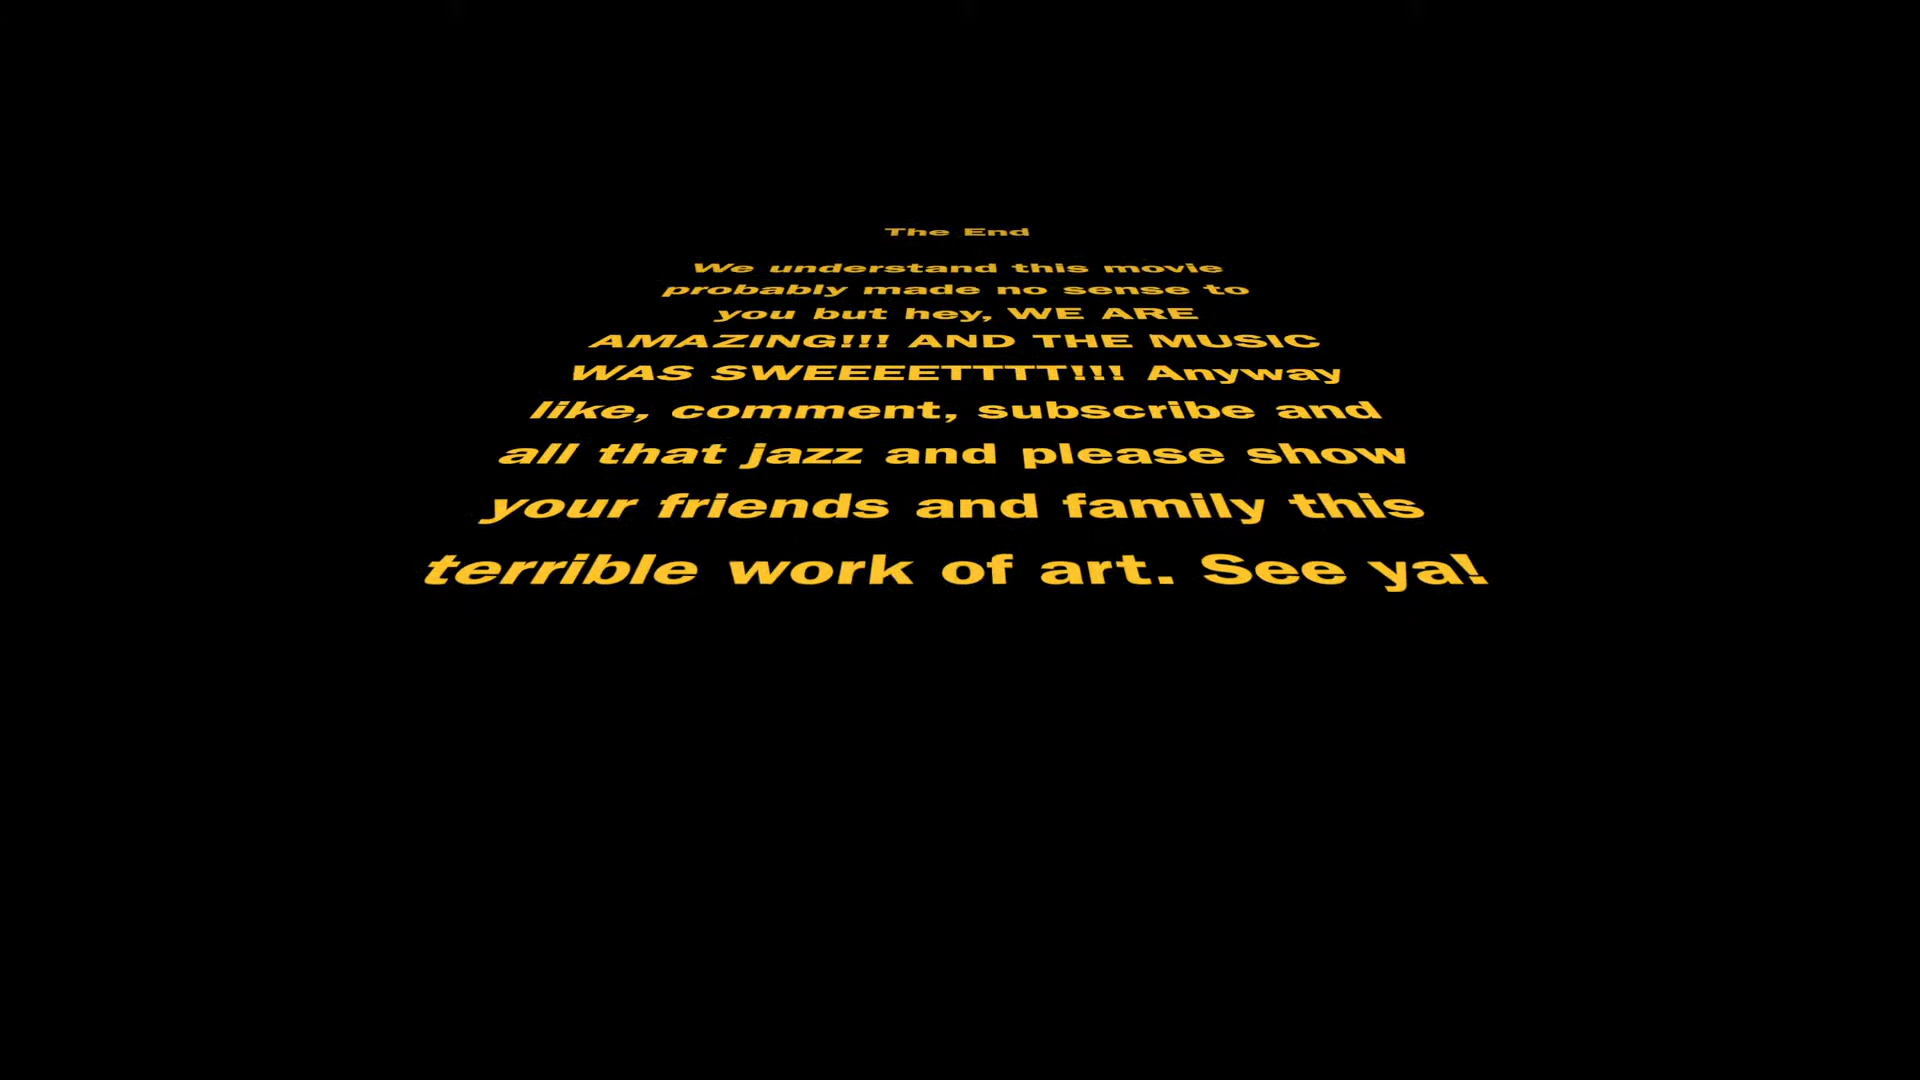 The End
We understand this movie
probably made no sense to
you but hey, WE ARE
AMAZING!!! AND THE MUSIC
WAS SWEEEETTTT!!! Anyway
like, comment, subscribe and
all that jazz and please show
your friends and family this
terrible work of art. See ya!